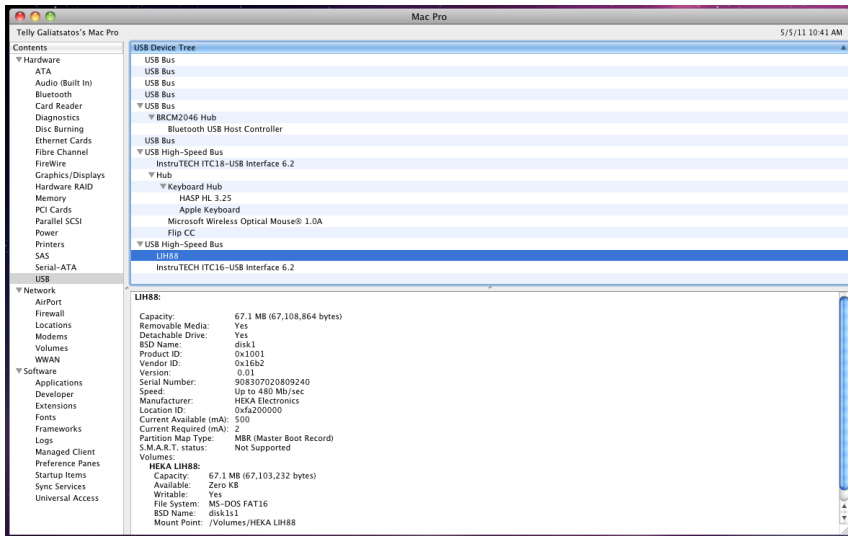 Mac Pro
Telly Galiatsatos's Mac Pro
5/5/11 10:41 AM
Contents
Hardware
ATA
Audio (Built In)
Bluetooth
Card Reader
Diagnostics
Disc Burning
Ethernet Cards
Fibre Channel
FireWire
Graphics/Displays
Hardware RAID
Memory
PCI Cards
Parallel SCSI
Power
Printers
SAS
Serial-ATA
USB
Network
AirPort
Firewall
Locations
Modems
Volumes
WWAN
Software
Applications
Developer
Extensions
Fonts
Frameworks
Logs
Managed Client
Preference Panes
Startup Items
Sync Services
Universal Access
USB Device Tree
USB Bus
USB Bus
USB Bus
USB Bus
USB Bus
BRCM2046 Hub
Bluetooth USB Host Controller
USB Bus
USB High-Speed Bus
InstruTECH ITC18-USB Interface 6.2
Hub
Keyboard Hub
HASP HL 3.25
Apple Keyboard
Microsoft Wireless Optical Mouse® 1.0A
Flip CC
USB High-Speed Bus
LIH88
InstruTECH ITC16-USB Interface 6.2
LIH88:
Capacity: 67.1 MB (67,108,864 bytes)
Removable Media: Yes
Detachable Drive: Yes
BSD Name: disk1
Product ID: 0x1001
Vendor ID: 0x16b2
Version: 0.01
Serial Number: 908307020809240
Speed: Up to 480 Mb/sec
Manufacturer: HEKA Electronics
Location ID: 0xfa200000
Current Available (mA): 500
Current Required (mA): 2
Partition Map Type: MBR (Master Boot Record)
S.M.A.R.T. status: Not Supported
Volumes:
HEKA LIH88:
Capacity: 67.1 MB (67,103,232 bytes)
Available: Zero KB
Writable: Yes
File System: MS-DOS FAT16
BSD Name: disk1s1
Mount Point: /Volumes/HEKA LIH88